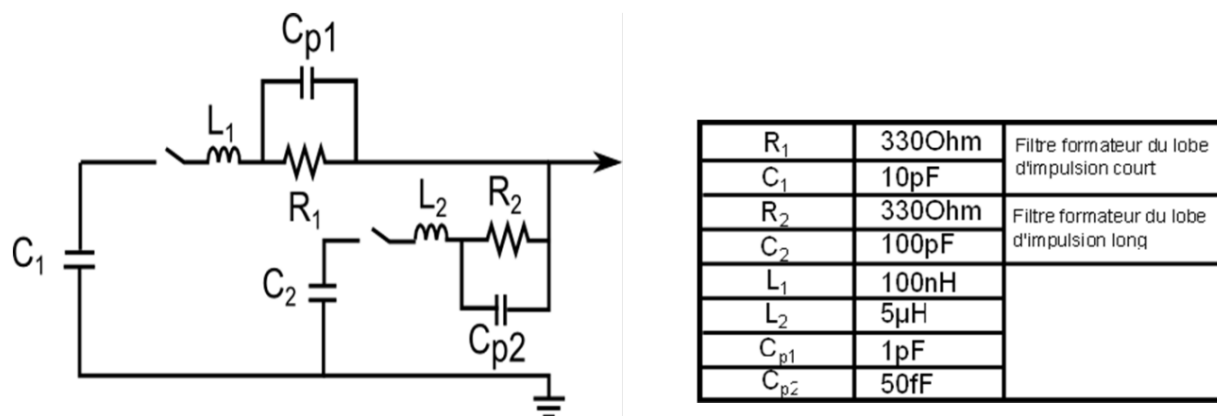 Cp1
L1
R1
L2
R2
C1
C2
Cp2
R1 330Ohm Filtre formateur du lobe
d'impulsion court
C1 10pF
R2 330Ohm Filtre formateur du lobe
d'impulsion long
C2 100pF
L1 100nH
L2 5µH
Cp1 1pF
Cp2 50fF